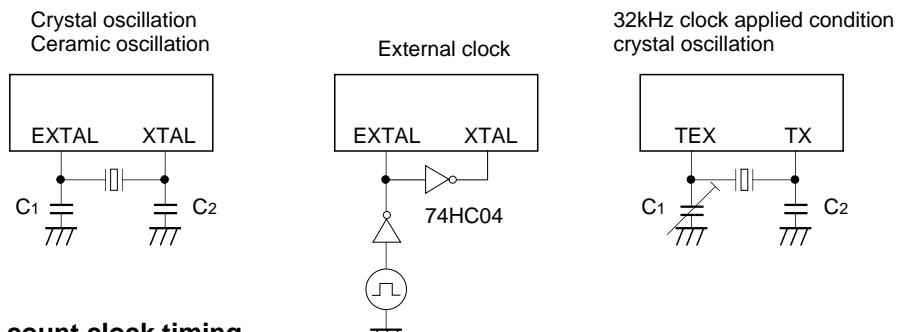 Crystal oscillation
Ceramic oscillation
EXTAL XTAL
C1
C2
External clock
EXTAL XTAL
74HC04
32kHz clock applied condition
crystal oscillation
TEX TX
C1
C2
count clock timing